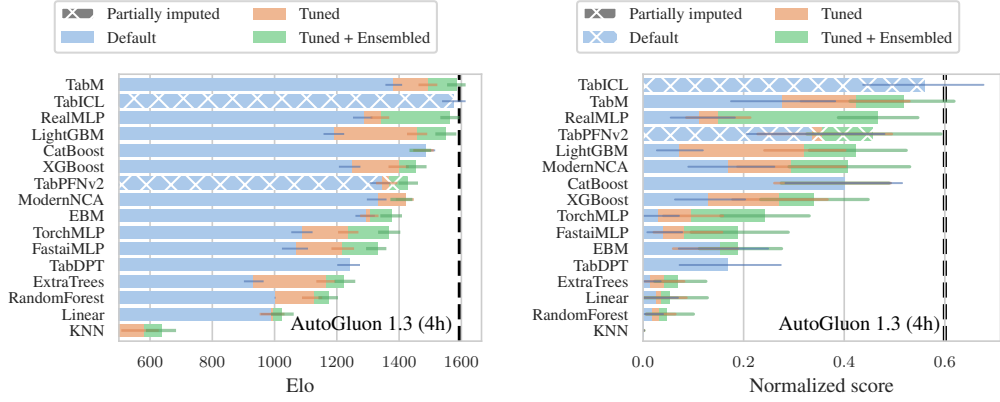 Partially imputed
Tuned
Default
Tuned + Ensembled
TabM
TabICL
RealMLP
LightGBM
CatBoost
XGBoost
TabPFNv2
ModernNCA
EBM
TorchMLP
FastaiMLP
TabDPT
ExtraTrees
RandomForest
Linear
KNN
AutoGluon 1.3 (4h)
600
800
1000
1200
1400
1600
Elo
Partially imputed
Tuned
Default
Tuned + Ensembled
TabICL
TabM
RealMLP
TabPFNv2
LightGBM
ModernNCA
CatBoost
XGBoost
TorchMLP
FastaiMLP
EBM
TabDPT
ExtraTrees
Linear
RandomForest
KNN
AutoGluon 1.3 (4h)
0.0
0.2
0.4
0.6
Normalized score